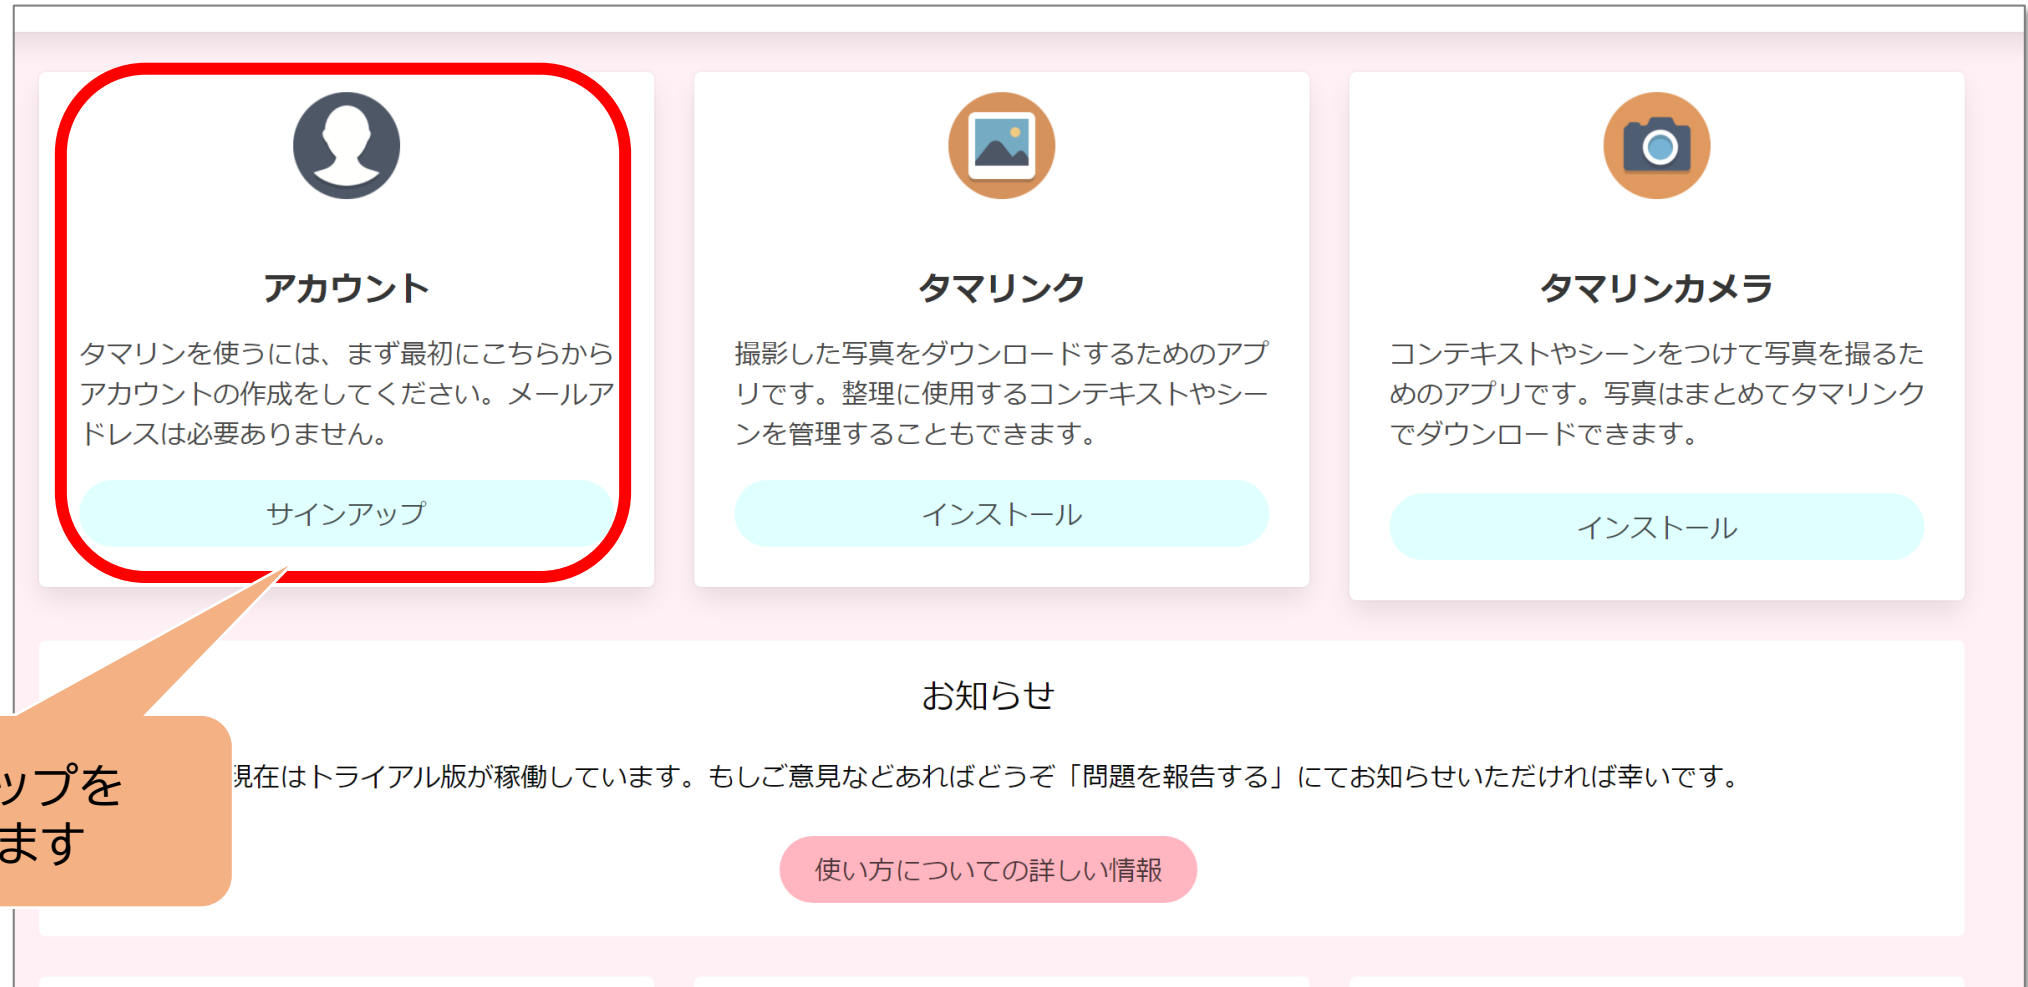 アカウント
タマリンを使うには、まず最初にこちらから
アカウントの作成をしてください。メールア
ドレスは必要ありません。
サインアップ
タマリンク
撮影した写真をダウンロードするためのアプ
リです。整理に使用するコンテキストやシー
ンを管理することもできます。
インストール
タマリンカメラ
コンテキストやシーンをつけて写真を撮るた
めのアプリです。写真はまとめてタマリンク
でダウンロードできます。
インストール
お知らせ
現在はトライアル版が稼働しています。もしご意見などあればどうぞ「問題を報告する」にてお知らせいただければ幸いです。
使い方についての詳しい情報
ップを
ます